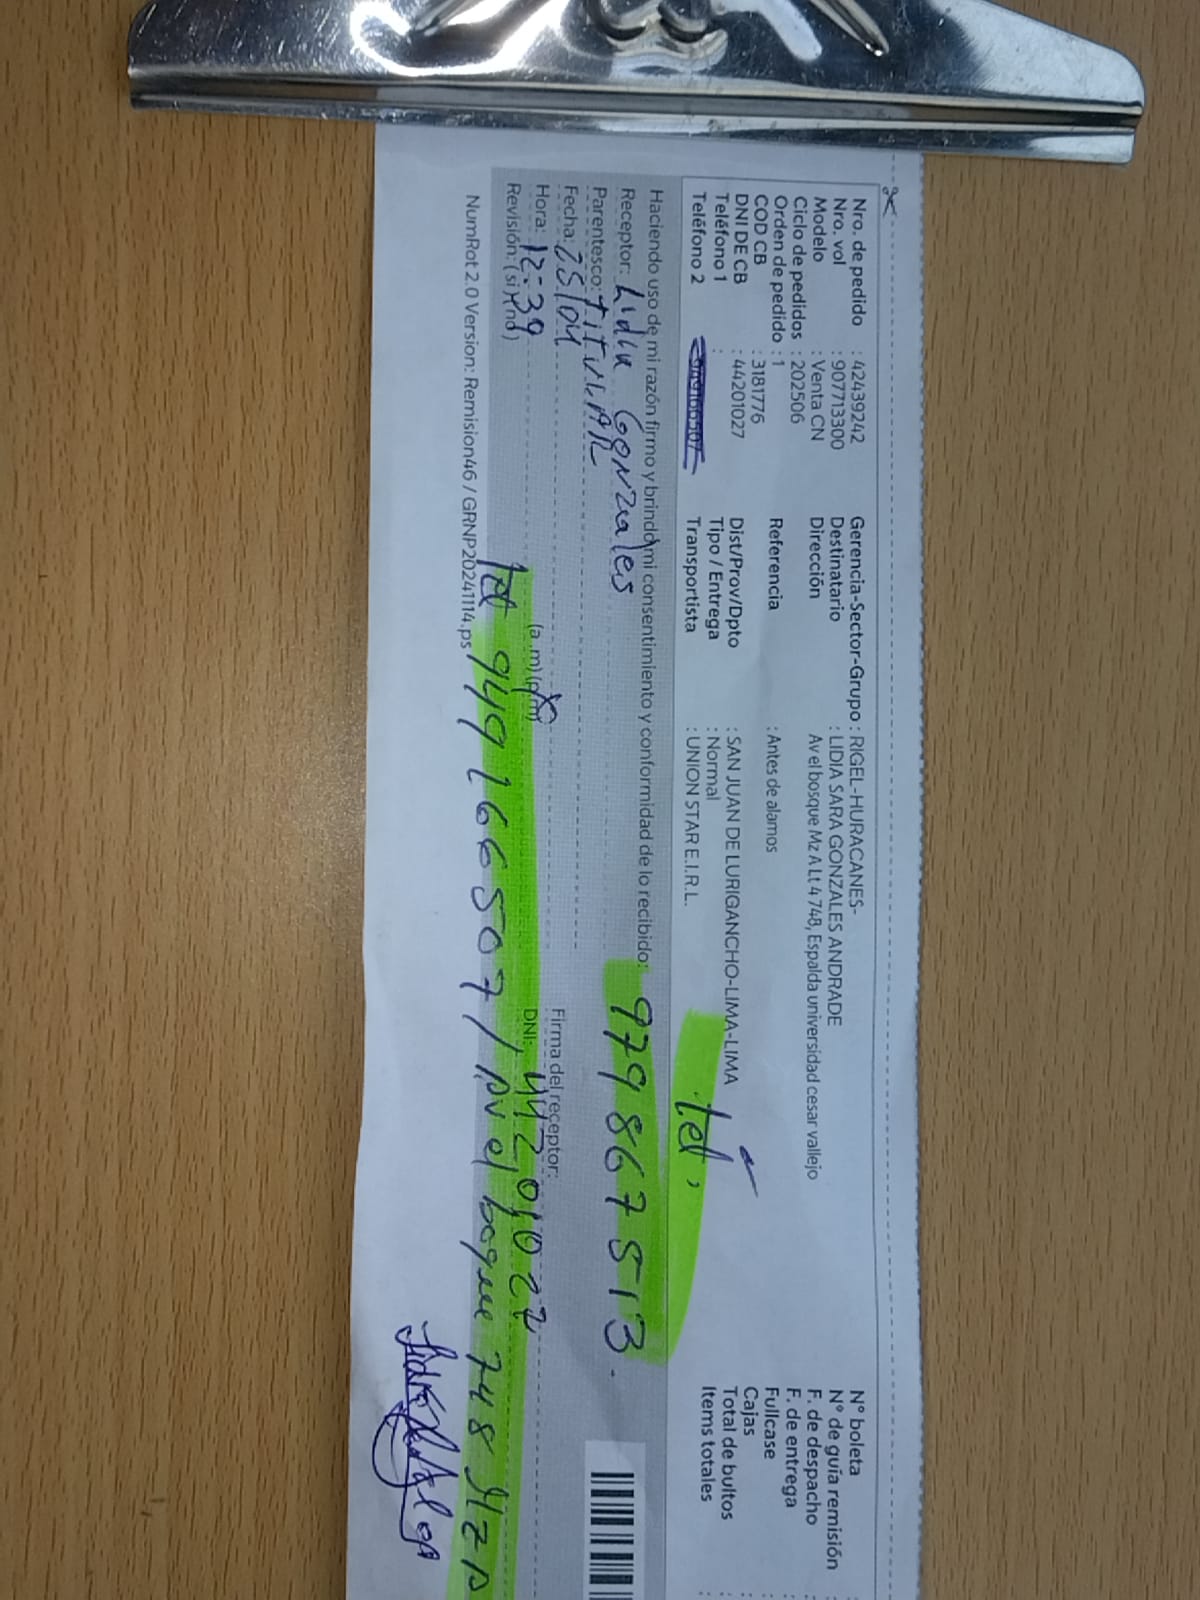 Nro. de pedido : 42439242
Nro. vol : 907713300
Modelo : Venta CN
Ciclo de pedidos : 202506
Orden de pedido : 1
COD CB : 3181776
DNI DE CB : 44201027
Teléfono 1 :
Teléfono 2
Gerencia-Sector-Grupo : RIGEL-HURACANES-
Destinatario : LIDIA SARA GONZALES ANDRADE
Dirección Av el bosque Mz A Lt 4 748, Espalda universidad cesar vallejo
Referencia : Antes de alamos
Dist/Prov/Dpto : SAN JUAN DE LURIGANCHO-LIMA-LIMA
Tipo / Entrega : Normal
Transportista : UNION STAR E.I.R.L.
N° boleta
N° de guía remisión :
F. de despacho :
F. de entrega :
Fullcase :
Cajas :
Total de bultos :
Items totales :
tel,
Haciendo uso de mi razón firmo y brindo mi consentimiento y conformidad de lo recibido:
979867513.
Receptor: Lidia Gonzales
Parentesco: TITULAR
Fecha: 25/04
Hora: 12:39 (a.m) (p.m)
Firma del receptor:
Revisión: (si) (no)
DNI: 44201027
NumRot 2.0 Version: Remision46 / GRNP20241114.ps
tel 949166507 / Av el bosque 748 Mz A